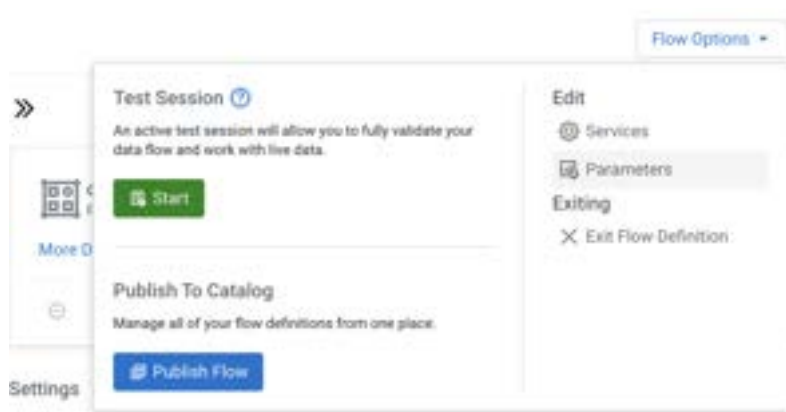 Flow Options
Test Session
An active test session will allow you to fully validate your
data flow and work with live data.
Start
Publish To Catalog
Manage all of your flow definitions from one place.
Publish Flow
Edit
Services
Parameters
Exiting
Exit Flow Definition
More D
Settings